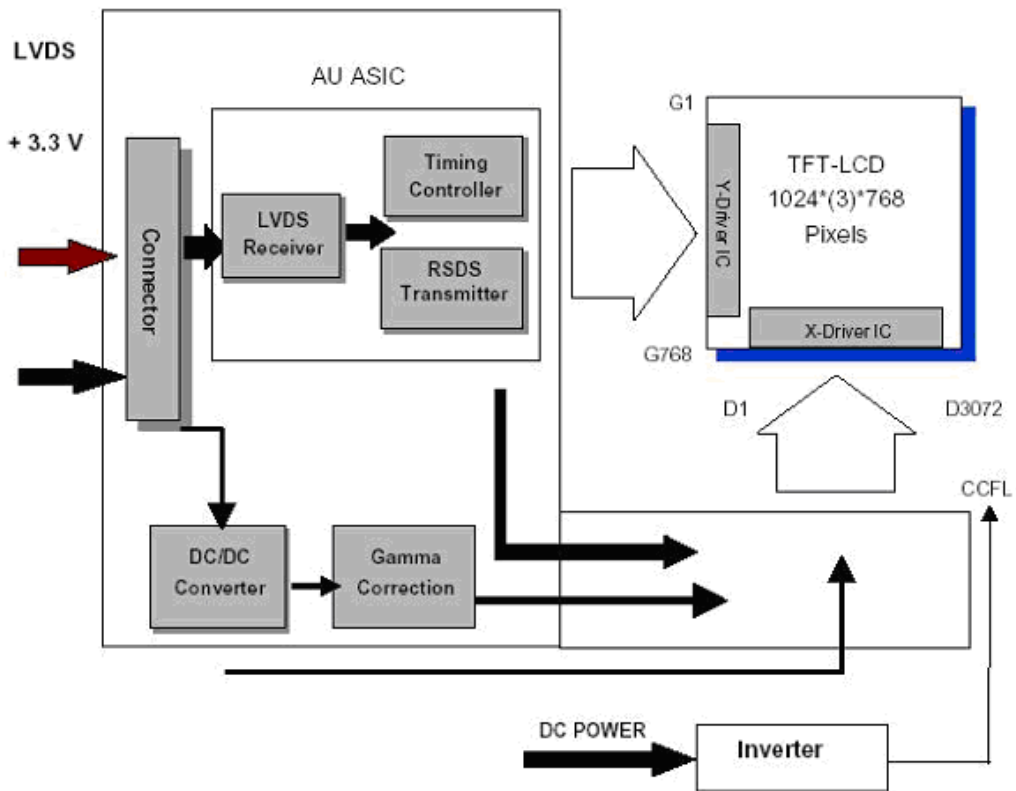 LVDS
+ 3.3 V
AU ASIC
Connector
LVDS
Receiver
Timing
Controller
RSDS
Transmitter
DC/DC
Converter
Gamma
Correction
G1
Y-Driver IC
TFT-LCD
1024*(3)*768
Pixels
X-Driver IC
G768
D1
D3072
CCFL
DC POWER
Inverter